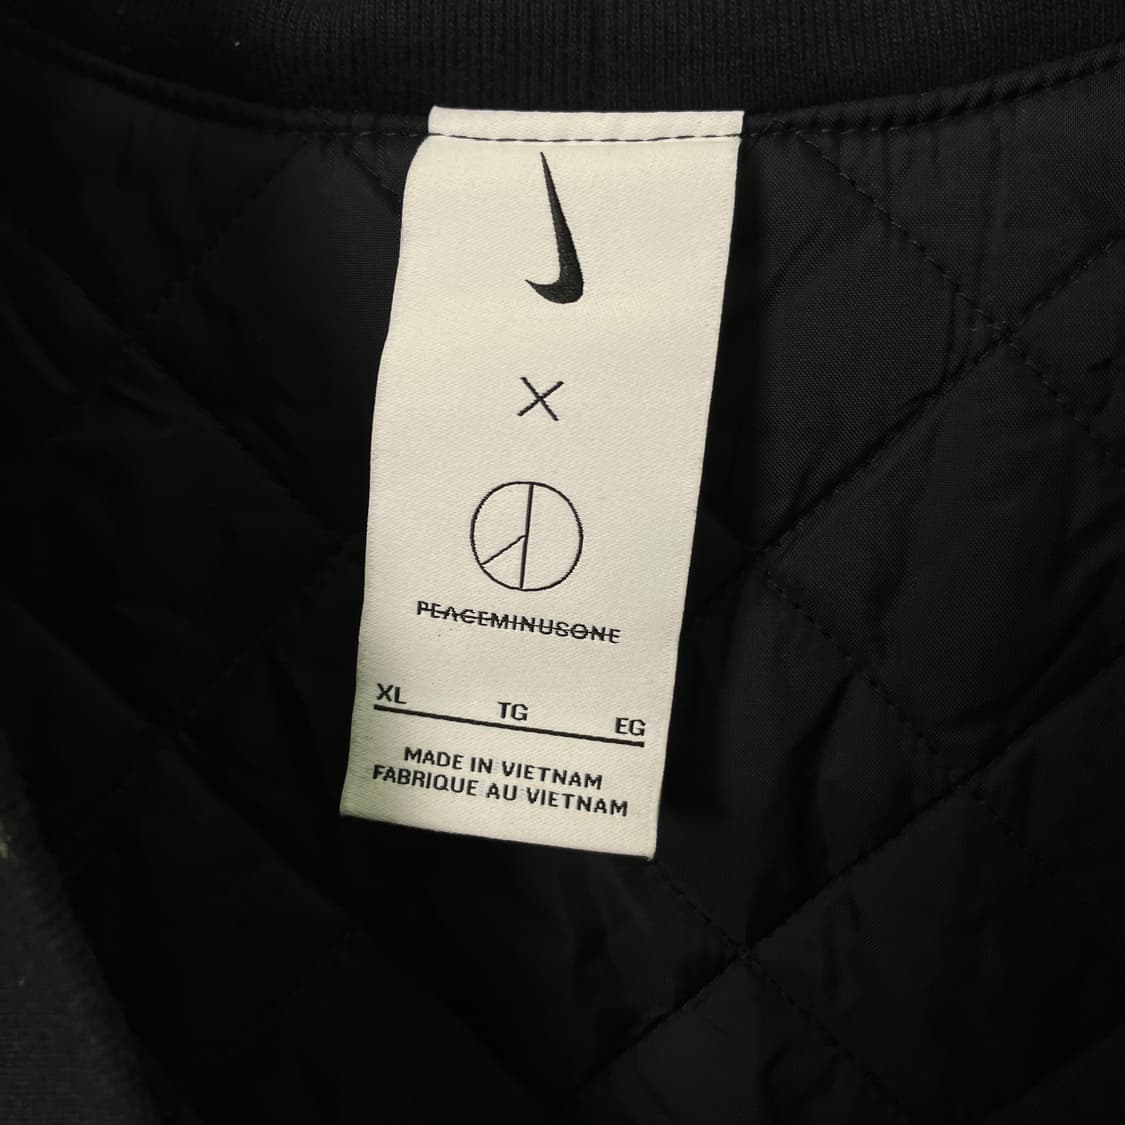 X
PEACEMINUSONE
XL TG EG
MADE IN VIETNAM
FABRIQUE AU VIETNAM